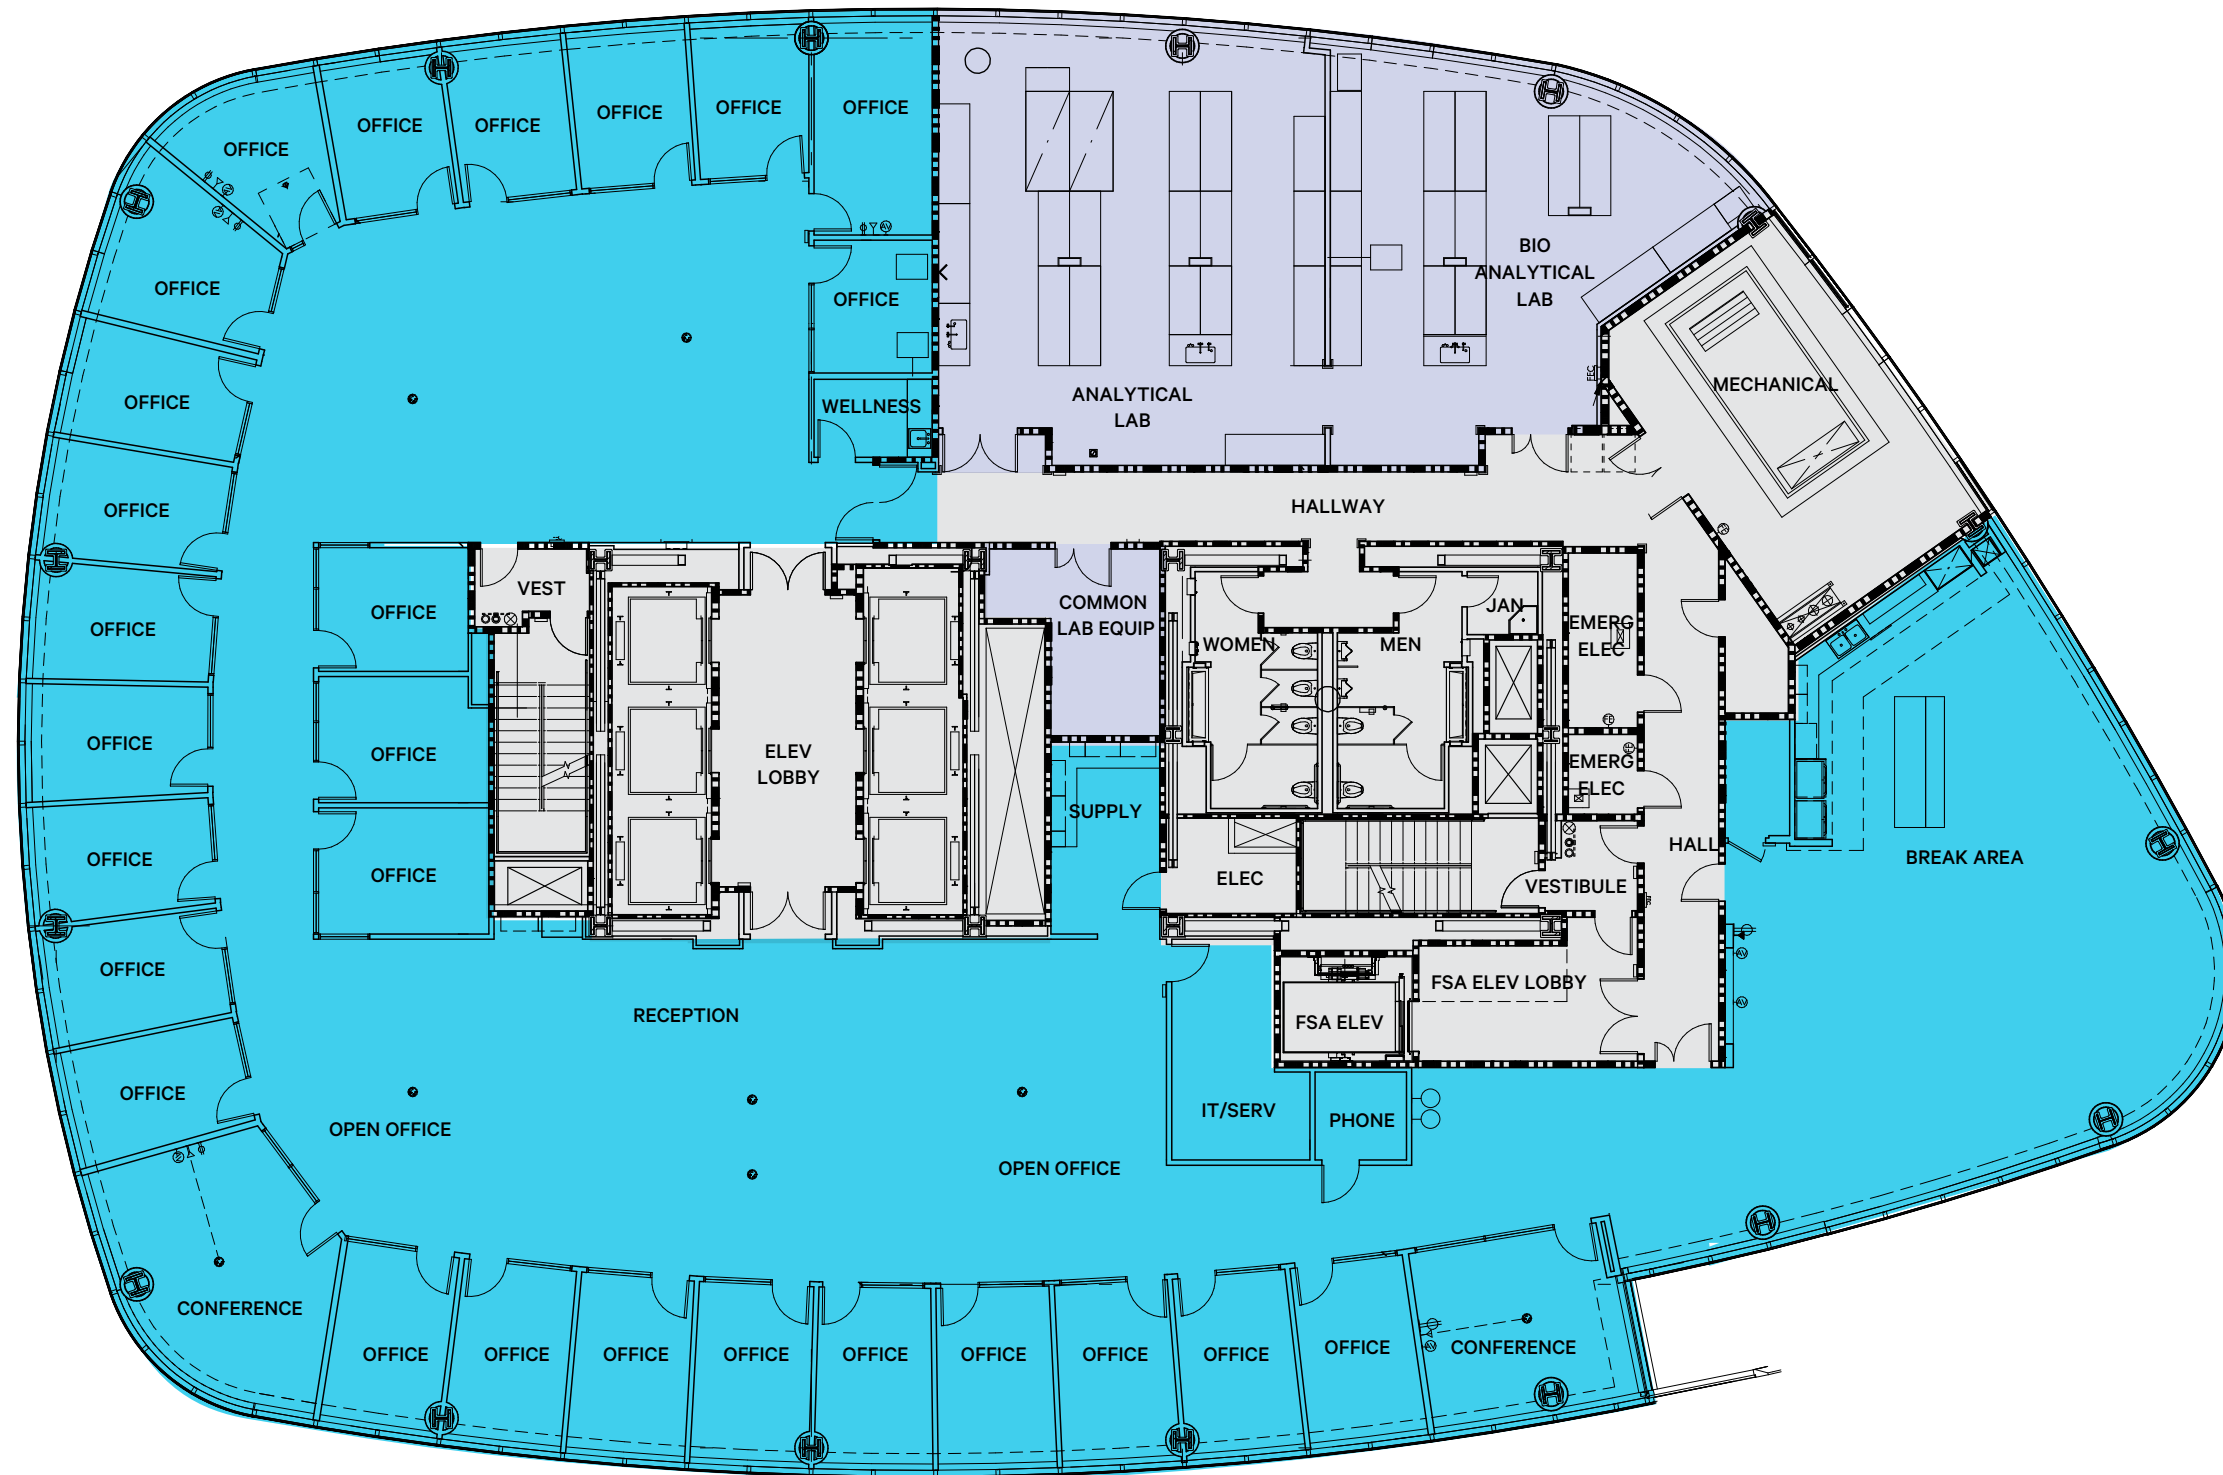 OFFICE
OFFICE
OFFICE
OFFICE
OFFICE
OFFICE
OFFICE
OFFICE
OFFICE
WELLNESS
OFFICE
OFFICE
OFFICE
OFFICE
OFFICE
OFFICE
OFFICE
ANALYTICAL
LAB
BIO
ANALYTICAL
LAB
MECHANICAL
HALLWAY
VEST
OFFICE
OFFICE
OFFICE
ELEV
LOBBY
COMMON
LAB EQUIP
SUPPLY
WOMEN
MEN
JAN
EMERG
ELEC
EMERG
ELEC
HALL
ELEC
VESTIBULE
BREAK AREA
FSA ELEV LOBBY
FSA ELEV
RECEPTION
OPEN OFFICE
OPEN OFFICE
IT/SERV
PHONE
CONFERENCE
OFFICE
OFFICE
OFFICE
OFFICE
OFFICE
OFFICE
OFFICE
OFFICE
OFFICE
CONFERENCE
FEC